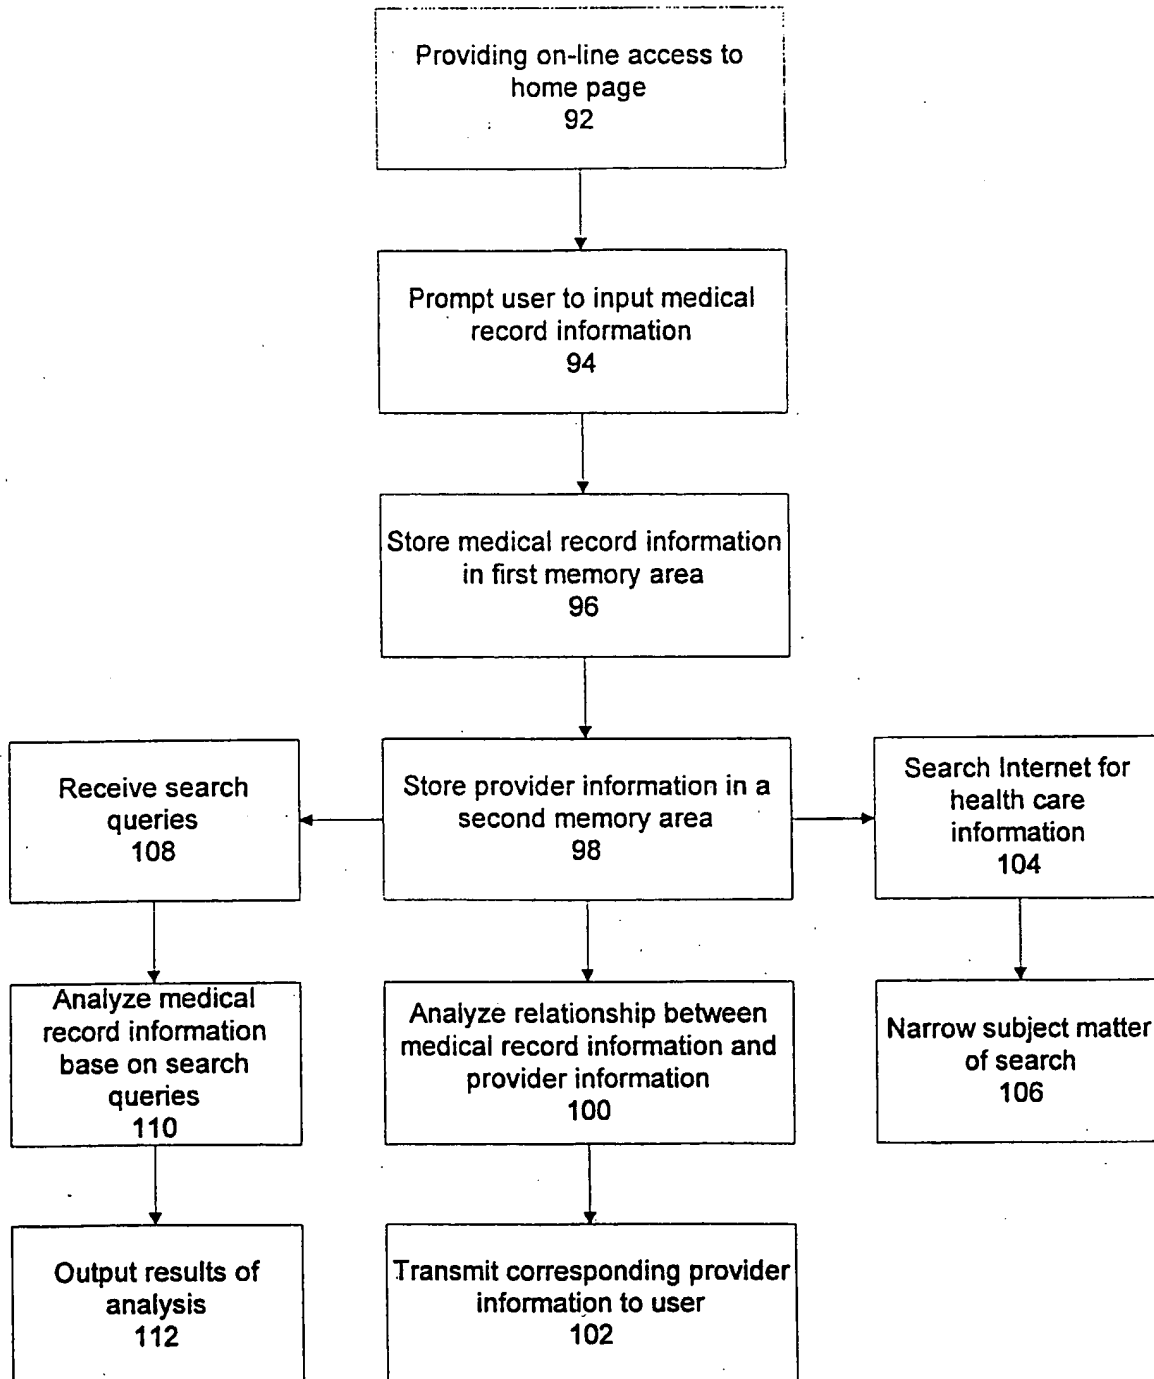 Providing on-line access to
home page
92
Prompt user to input medical
record information
94
Store medical record information
in first memory area
96
Receive search
queries
108
Store provider information in a
second memory area
98
Search Internet for
health care
information
104
Analyze medical
record information
base on search
queries
110
Analyze relationship between
medical record information and
provider information
100
Narrow subject matter
of search
106
Output results of
analysis
112
Transmit corresponding provider
information to user
102